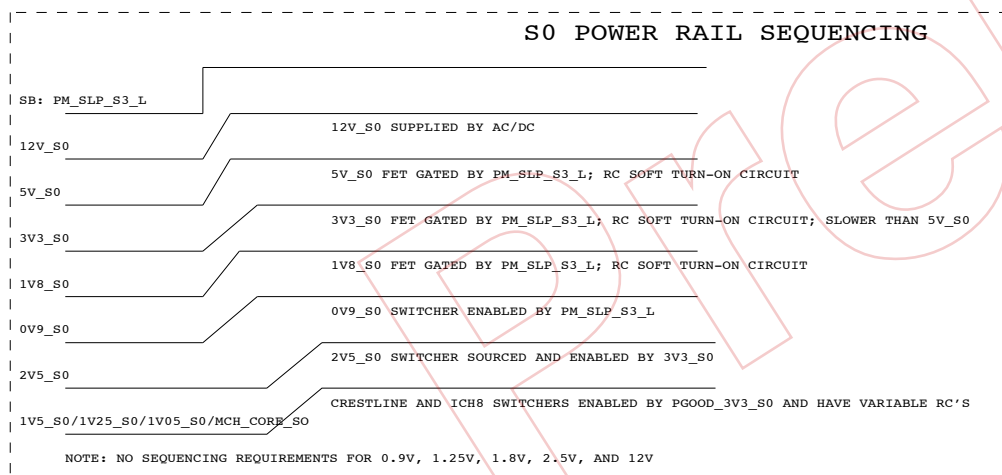 S0 POWER RAIL SEQUENCING
SB: PM_SLP_S3_L
12V_S0 SUPPLIED BY AC/DC
12V_S0
5V_S0 FET GATED BY PM_SLP_S3_L; RC SOFT TURN-ON CIRCUIT
5V_S0
3V3_S0 FET GATED BY PM_SLP_S3_L; RC SOFT TURN-ON CIRCUIT; SLOWER THAN 5V_S0
3V3_S0
1V8_S0 FET GATED BY PM_SLP_S3_L; RC SOFT TURN-ON CIRCUIT
1V8_S0
0V9_S0 SWITCHER ENABLED BY PM_SLP_S3_L
0V9_S0
2V5_S0 SWITCHER SOURCED AND ENABLED BY 3V3_S0
2V5_S0
CRESTLINE AND ICH8 SWITCHERS ENABLED BY PGOOD_3V3_S0 AND HAVE VARIABLE RC'S
1V5_S0/1V25_S0/1V05_S0/MCH_CORE_SO
NOTE: NO SEQUENCING REQUIREMENTS FOR 0.9V, 1.25V, 1.8V, 2.5V, AND 12V
Pre